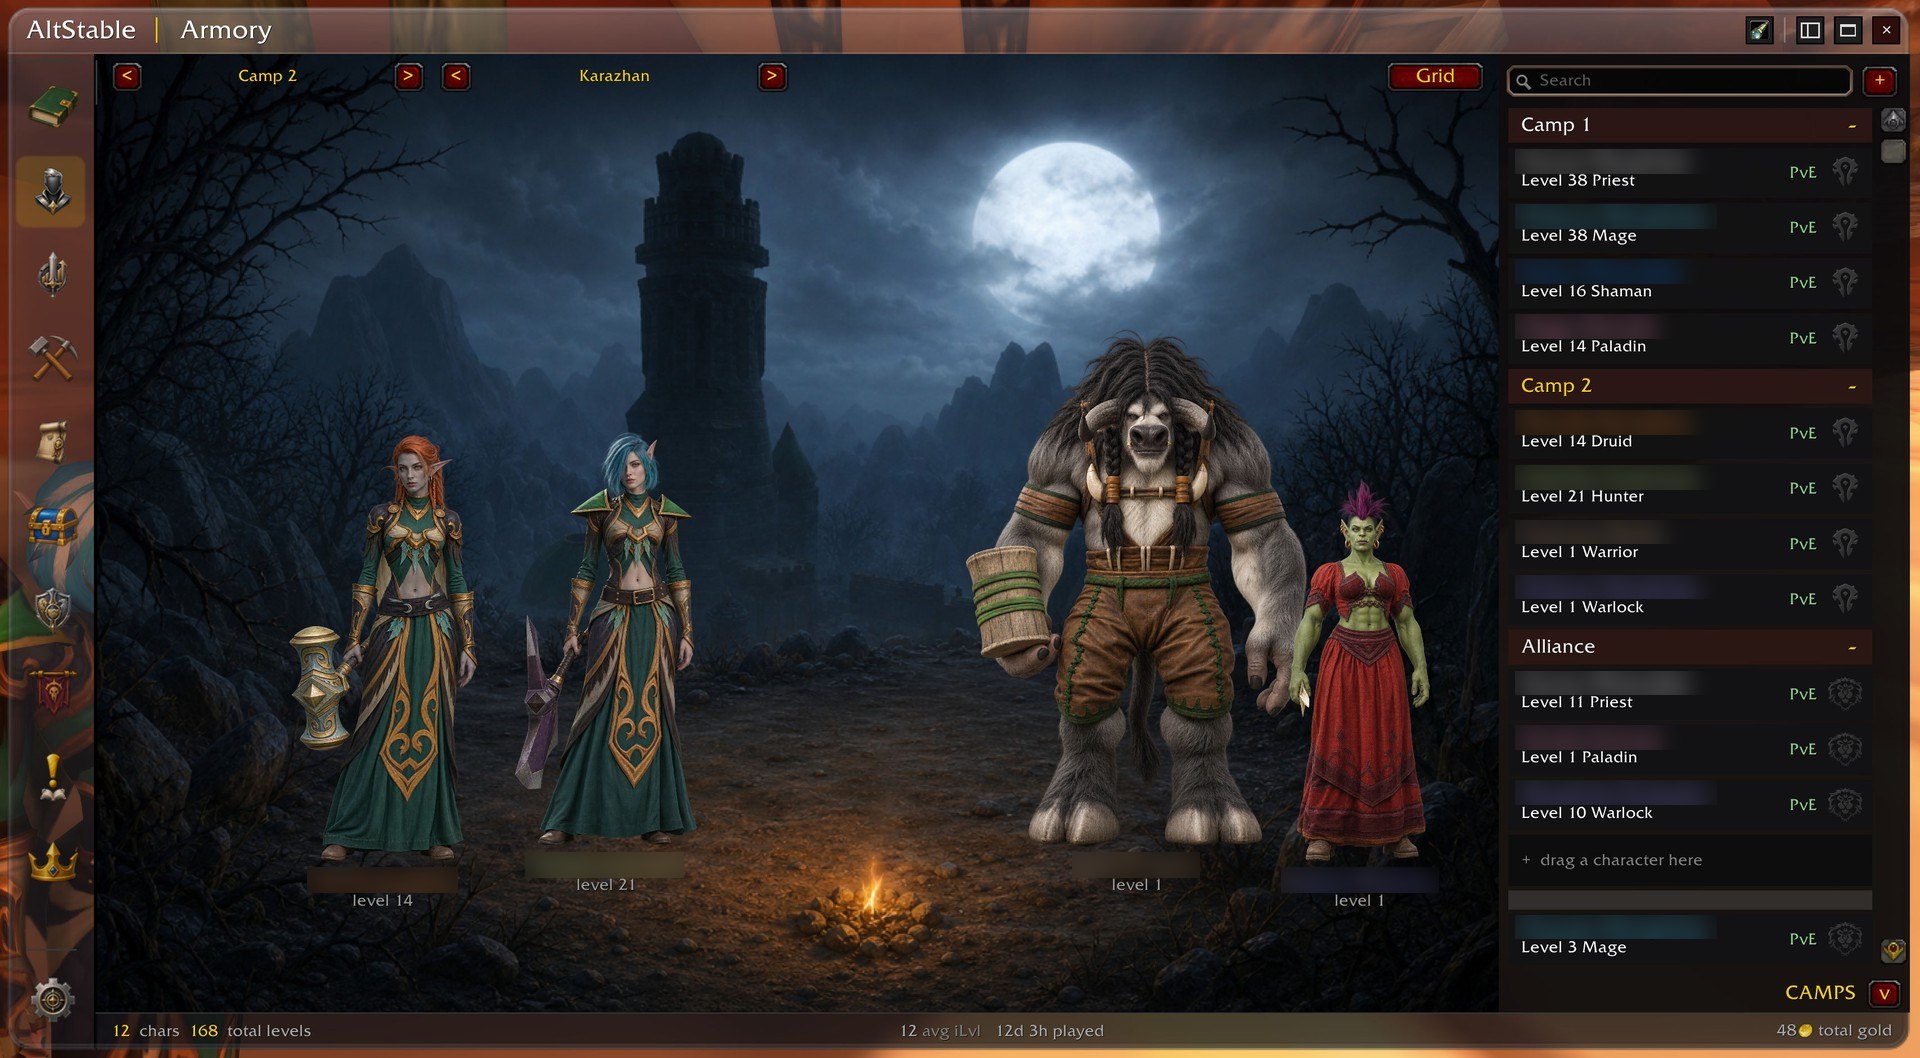 AltStable | Armory
×
< Camp 2 >
< Karazhan >
Grid
Search
+
Camp 1 -
Level 38 Priest PvE
Level 38 Mage PvE
Level 16 Shaman PvE
Level 14 Paladin PvE
Camp 2 -
Level 14 Druid PvE
Level 21 Hunter PvE
Level 1 Warrior PvE
Level 1 Warlock PvE
Alliance -
Level 11 Priest PvE
Level 1 Paladin PvE
Level 10 Warlock PvE
+ drag a character here
Level 3 Mage PvE
CAMPS v
level 14
level 21
level 1
level 1
12 chars 168 total levels
12 avg iLvl 12d 3h played
48 total gold